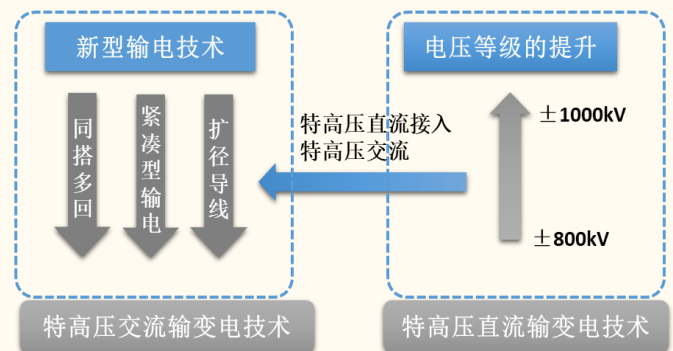 新型输电技术
电压等级的提升
同搭多回
紧凑型输电
扩径导线
特高压直流接入
特高压交流
±1000kV
±800kV
特高压交流输变电技术
特高压直流输变电技术